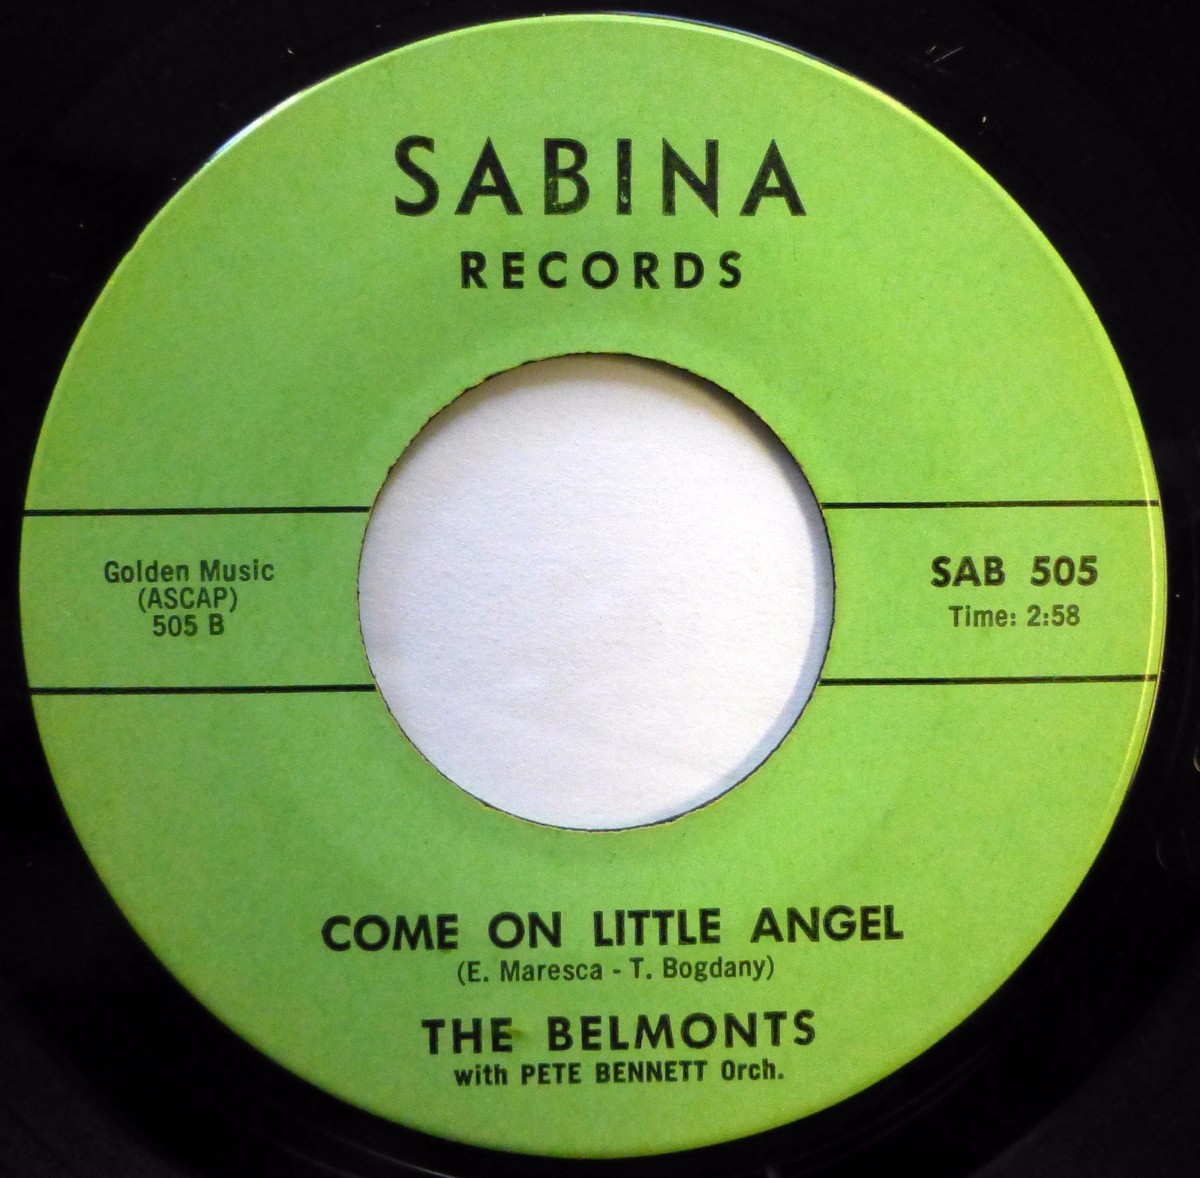 SABINA
RECORDS
Golden Music
(ASCAP)
505 B
SAB 505
Time: 2:58
COME ON LITTLE ANGEL
(E. Maresca - T. Bogdany)
THE BELMONTS
with PETE BENNETT Orch.